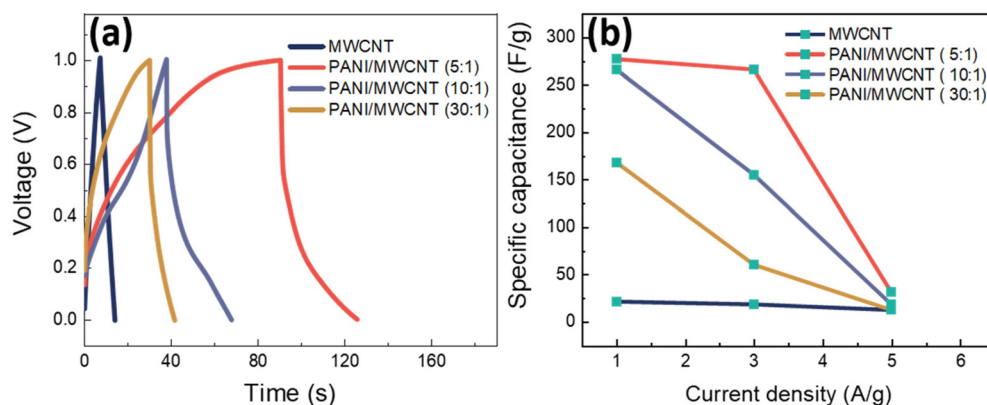 (a)
MWCNT
PANI/MWCNT (5:1)
PANI/MWCNT (10:1)
PANI/MWCNT (30:1)
Voltage (V)
1.0
0.8
0.6
0.4
0.2
0.0
0 40 80 120 160
Time (s)
(b)
MWCNT
PANI/MWCNT ( 5:1)
PANI/MWCNT ( 10:1)
PANI/MWCNT ( 30:1)
Specific capacitance (F/g)
300
250
200
150
100
50
0
1 2 3 4 5 6
Current density (A/g)